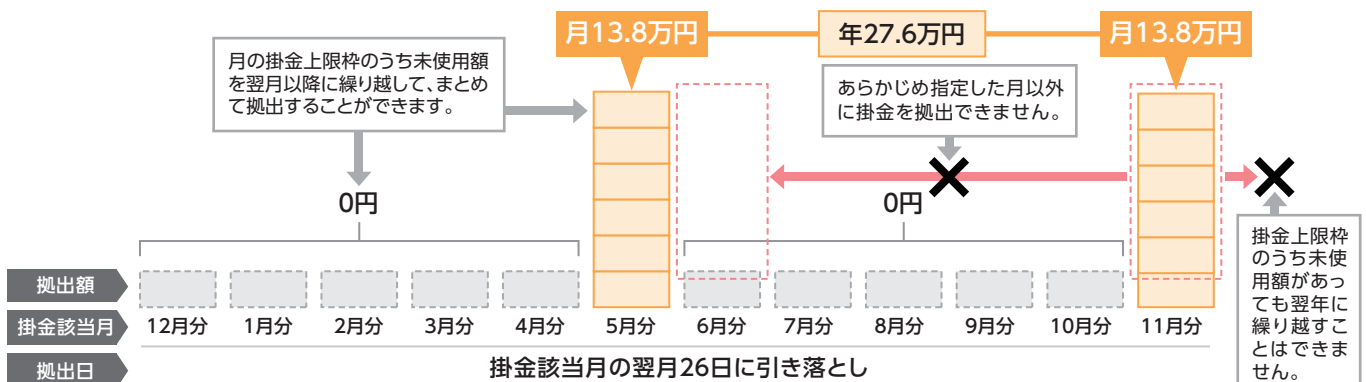 月13.8万円
年27.6万円
月13.8万円
月の掛金上限枠のうち未使用額
を翌月以降に繰り越して、まとめ
て拠出することができます。
あらかじめ指定した月以外
に掛金を拠出できません。
0円
0円
掛金上限枠
のうち未使
用額があっ
ても翌年に
繰り越すこ
とはできま
せん。
拠出額
掛金該当月
12月分 1月分 2月分 3月分 4月分 5月分 6月分 7月分 8月分 9月分 10月分 11月分
拠出日
掛金該当月の翌月26日に引き落とし